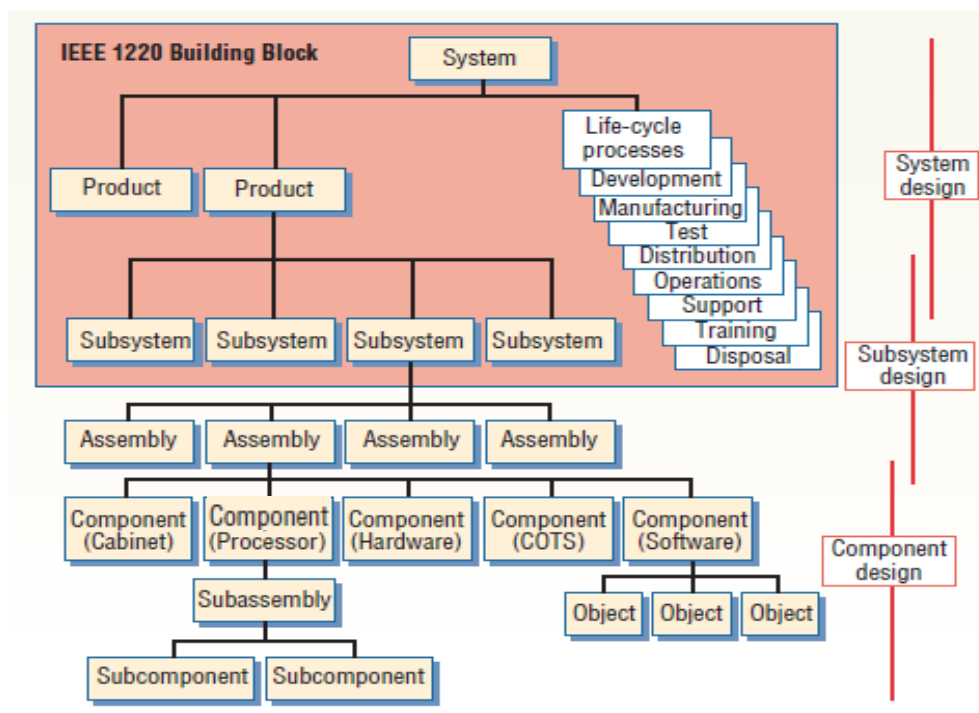 IEEE 1220 Building Block
System
Life-cycle
processes
Development
Manufacturing
Test
Distribution
Operations
Support
Training
Disposal
Product
Product
Subsystem
Subsystem
Subsystem
Subsystem
Assembly
Assembly
Assembly
Assembly
Component
(Cabinet)
Component
(Processor)
Component
(Hardware)
Component
(COTS)
Component
(Software)
Subassembly
Object
Object
Object
Subcomponent
Subcomponent
System
design
Subsystem
design
Component
design